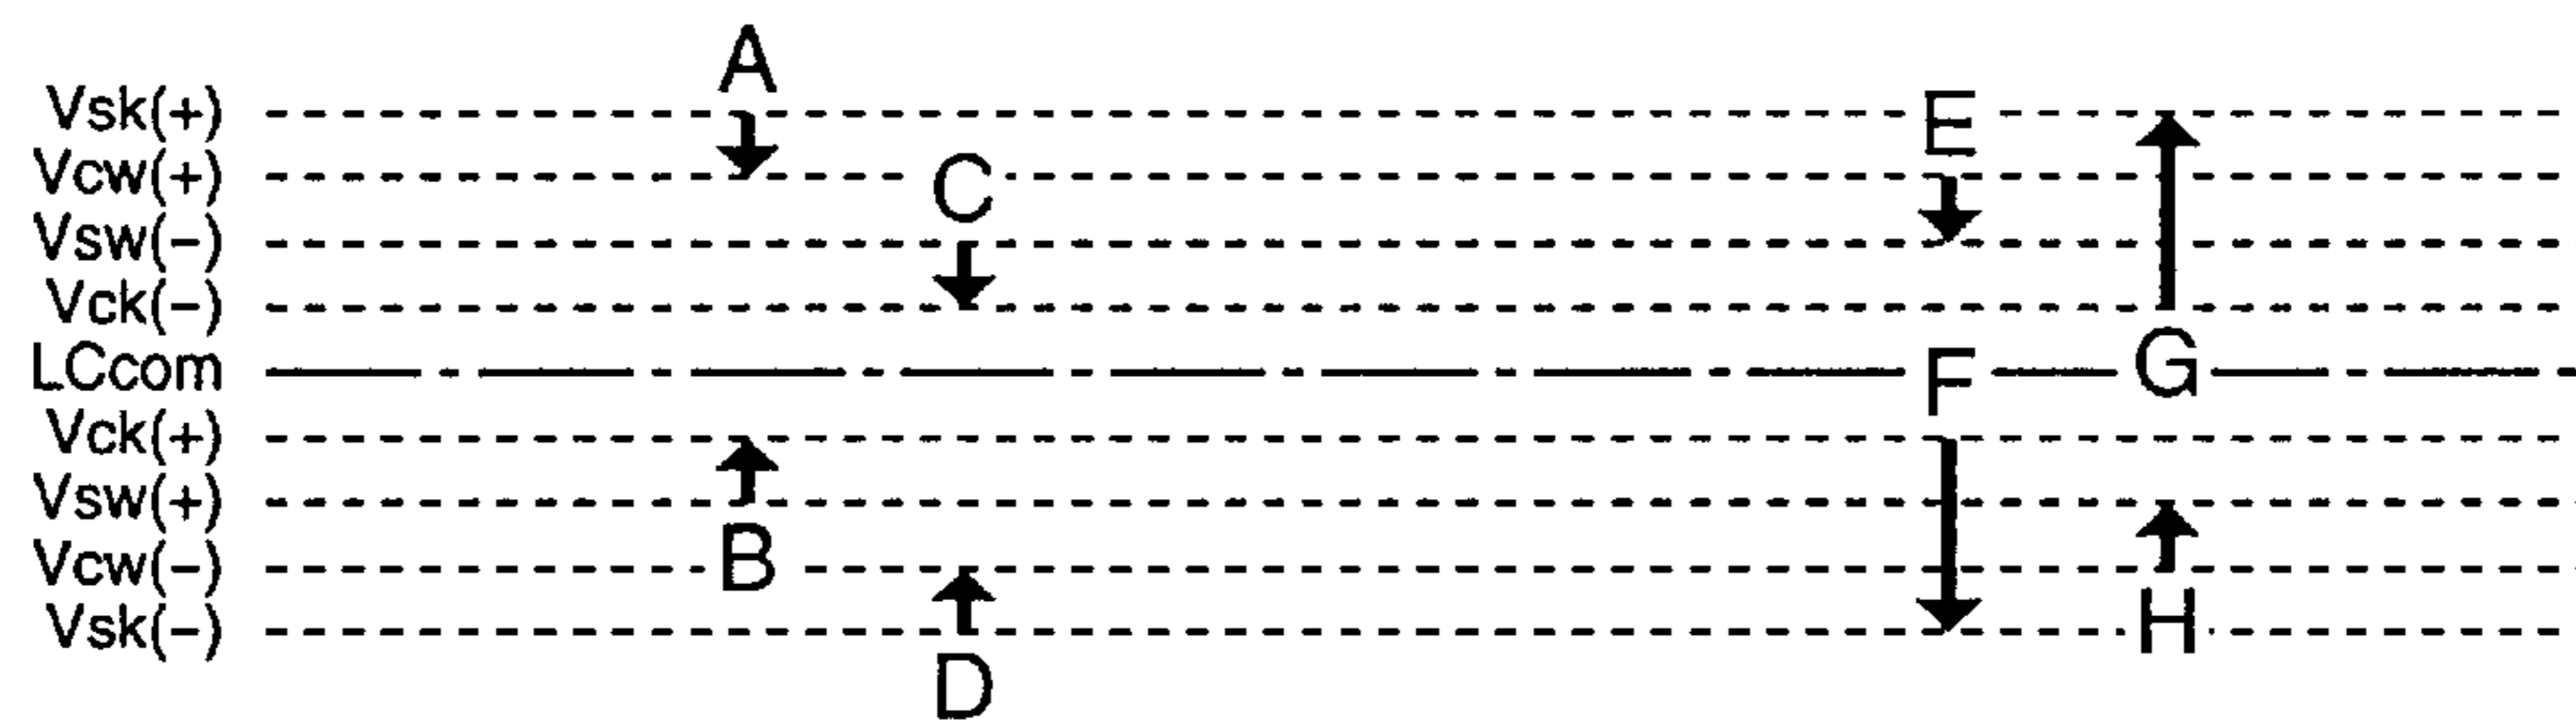 A
Vsk(+) E
Vcw(+) C
Vsw(−)
Vck(−)
LCcom F G
Vck(+)
Vsw(+)
Vcw(−) B
Vsk(−) H
D